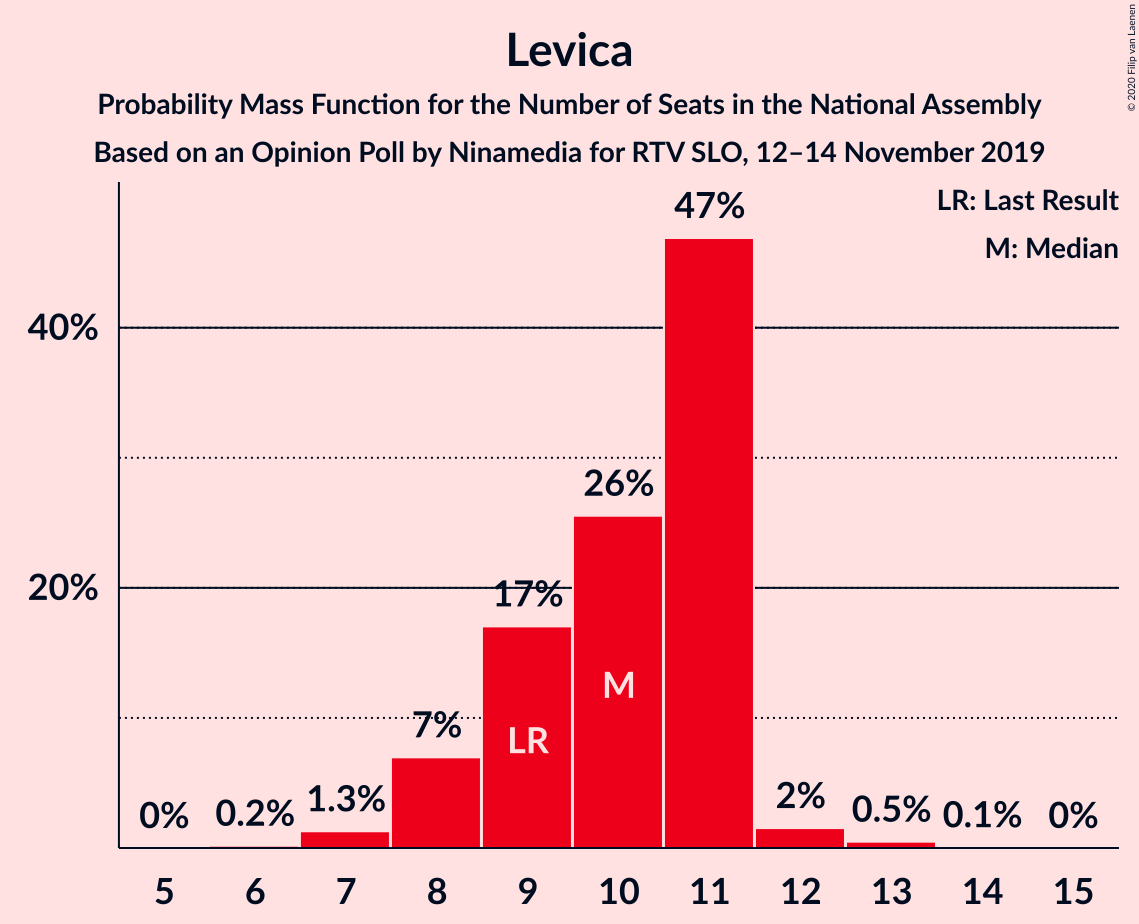 Levica
Probability Mass Function for the Number of Seats in the National Assembly
Based on an Opinion Poll by Ninamedia for RTV SLO, 12–14 November 2019
© 2020 Filip van Laenen
LR: Last Result
M: Median
40%
20%
0%
0.2%
1.3%
7%
17%
26%
47%
2%
0.5%
0.1%
0%
LR
M
5 6 7 8 9 10 11 12 13 14 15